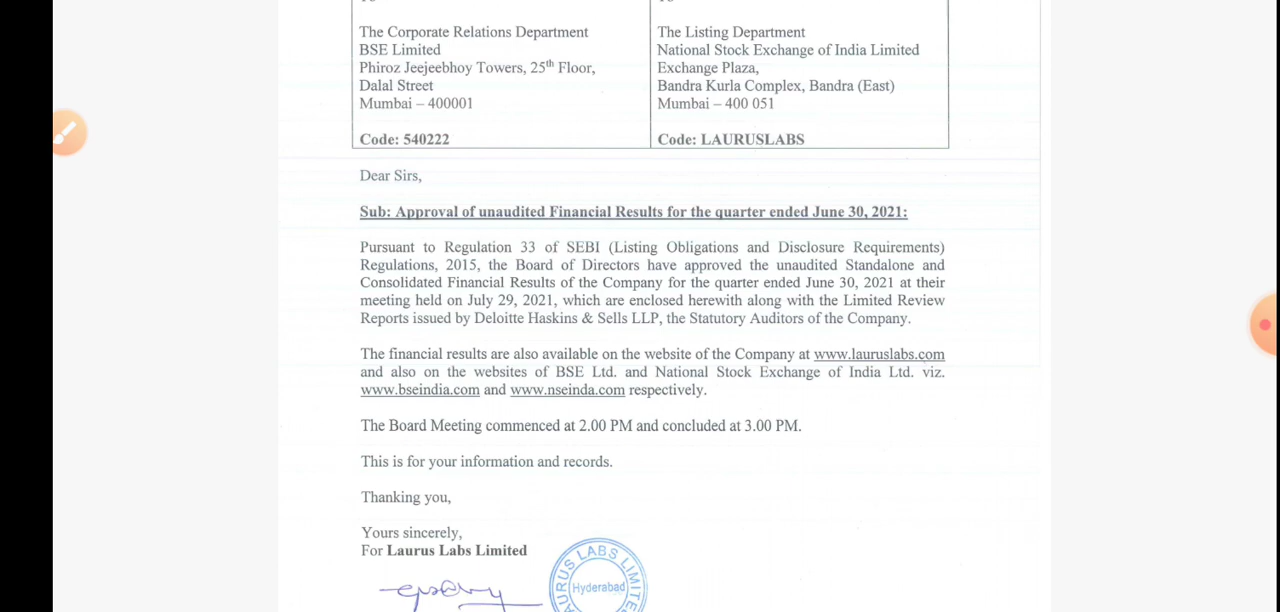 The Corporate Relations Department
BSE Limited
Phiroz Jeejeebhoy Towers, 25th Floor,
Dalal Street
Mumbai – 400001
Code: 540222
The Listing Department
National Stock Exchange of India Limited
Exchange Plaza,
Bandra Kurla Complex, Bandra (East)
Mumbai – 400 051
Code: LAURUSLABS
Dear Sirs,
Sub: Approval of unaudited Financial Results for the quarter ended June 30, 2021:
Pursuant to Regulation 33 of SEBI (Listing Obligations and Disclosure Requirements)
Regulations, 2015, the Board of Directors have approved the unaudited Standalone and
Consolidated Financial Results of the Company for the quarter ended June 30, 2021 at their
meeting held on July 29, 2021, which are enclosed herewith along with the Limited Review
Reports issued by Deloitte Haskins & Sells LLP, the Statutory Auditors of the Company.
The financial results are also available on the website of the Company at www.lauruslabs.com
and also on the websites of BSE Ltd. and National Stock Exchange of India Ltd. viz.
www.bseindia.com and www.nseinda.com respectively.
The Board Meeting commenced at 2.00 PM and concluded at 3.00 PM.
This is for your information and records.
Thanking you,
Yours sincerely,
For Laurus Labs Limited
LAURUS LABS LIMITED
Hyderabad